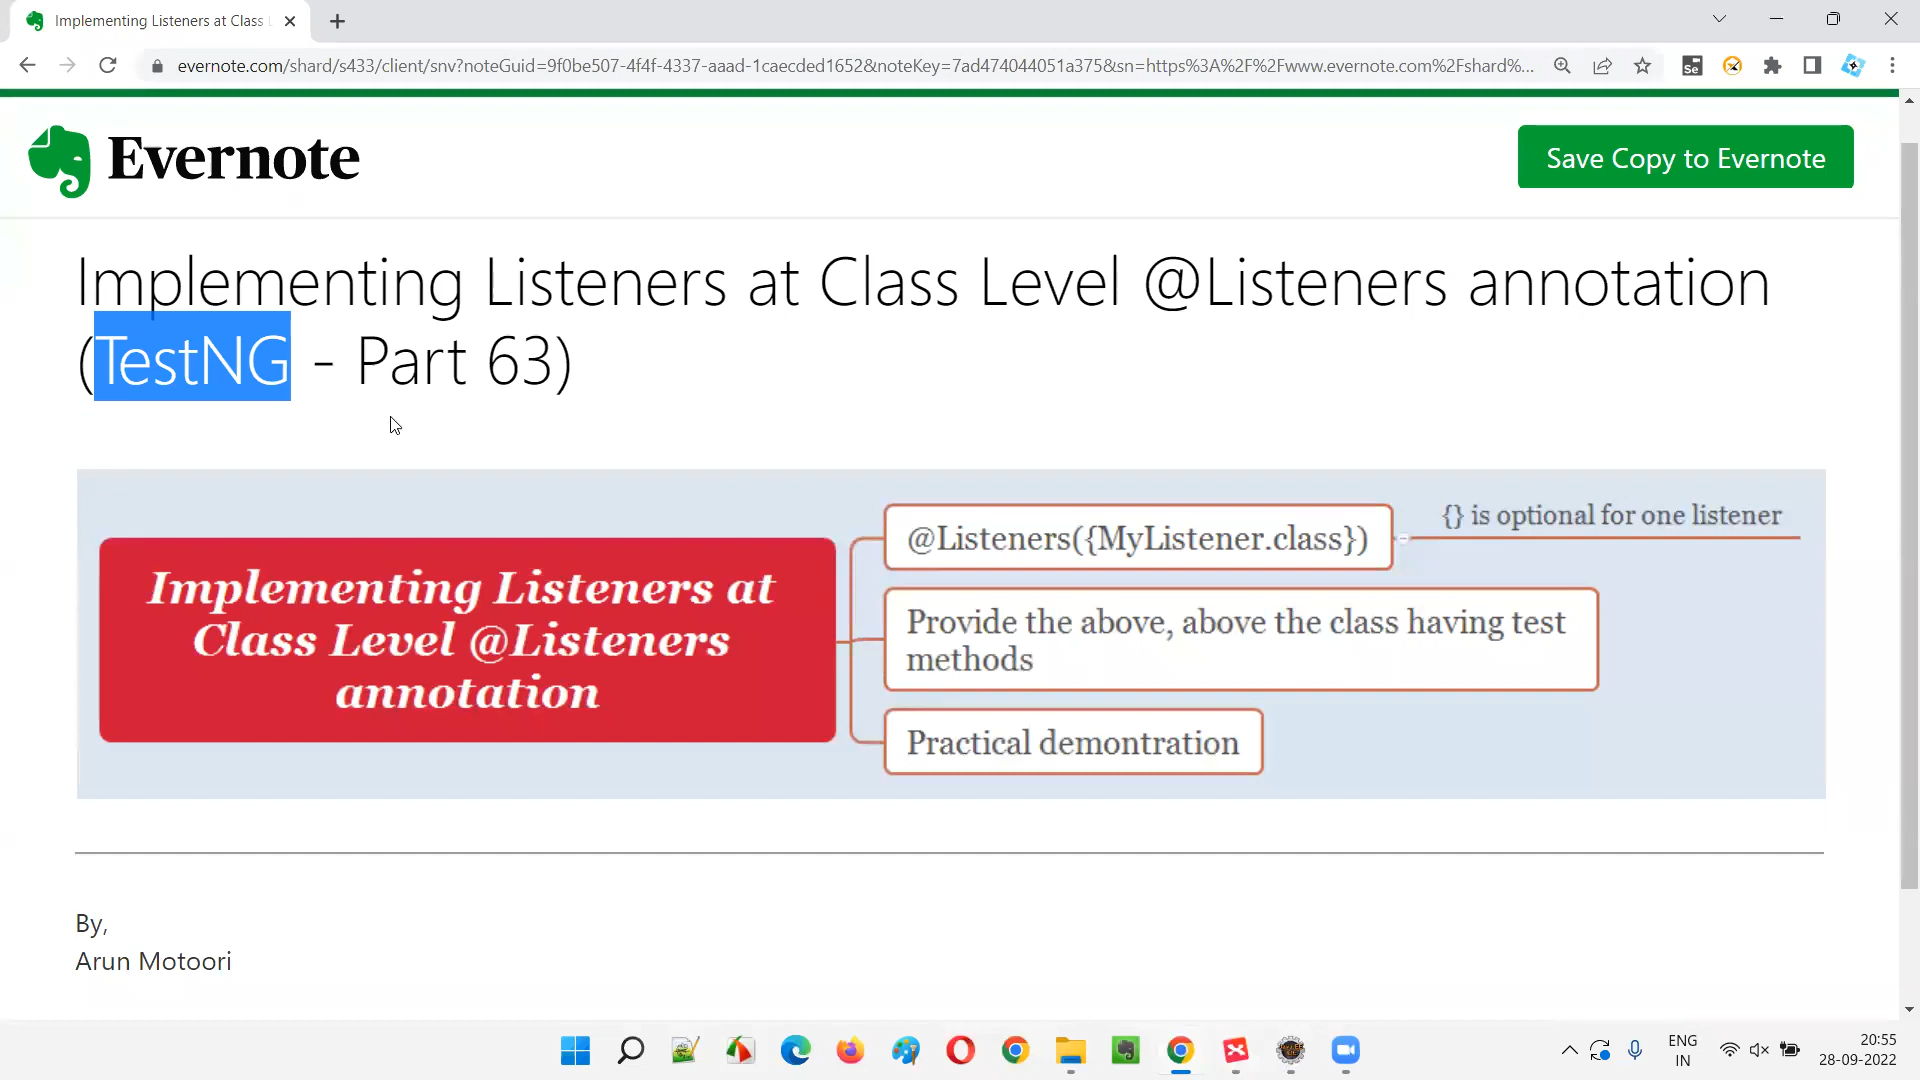 Implementing Listeners at Class L
evernote.com/shard/s433/client/snv?noteGuid=9f0be507-4f4f-4337-aaad-1caecded1652&noteKey=7ad474044051a375&sn=https%3A%2F%2Fwww.evernote.com%2Fshard%...
Se
Evernote
Save Copy to Evernote
Implementing Listeners at Class Level @Listeners annotation
(TestNG - Part 63)
@Listeners({MyListener.class})
{} is optional for one listener
Implementing Listeners at
Class Level @Listeners
annotation
Provide the above, above the class having test
methods
Practical demontration
By,
Arun Motoori
ENG
IN
20:55
28-09-2022